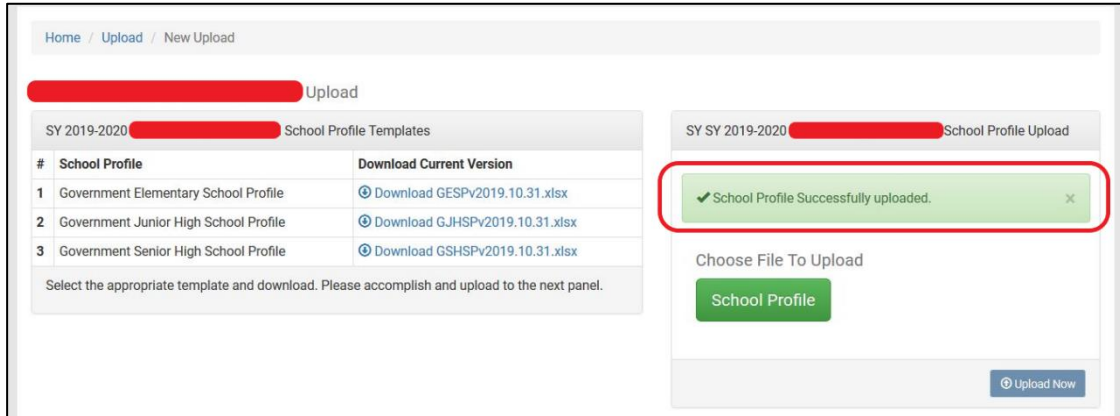 Home / Upload / New Upload
Upload
SY 2019-2020 School Profile Templates
# School Profile Download Current Version
1 Government Elementary School Profile Download GESPv2019.10.31.xlsx
2 Government Junior High School Profile Download GJHSPv2019.10.31.xlsx
3 Government Senior High School Profile Download GSHSPv2019.10.31.xlsx
Select the appropriate template and download. Please accomplish and upload to the next panel.
SY SY 2019-2020 School Profile Upload
School Profile Successfully uploaded. ×
Choose File To Upload
School Profile
Upload Now